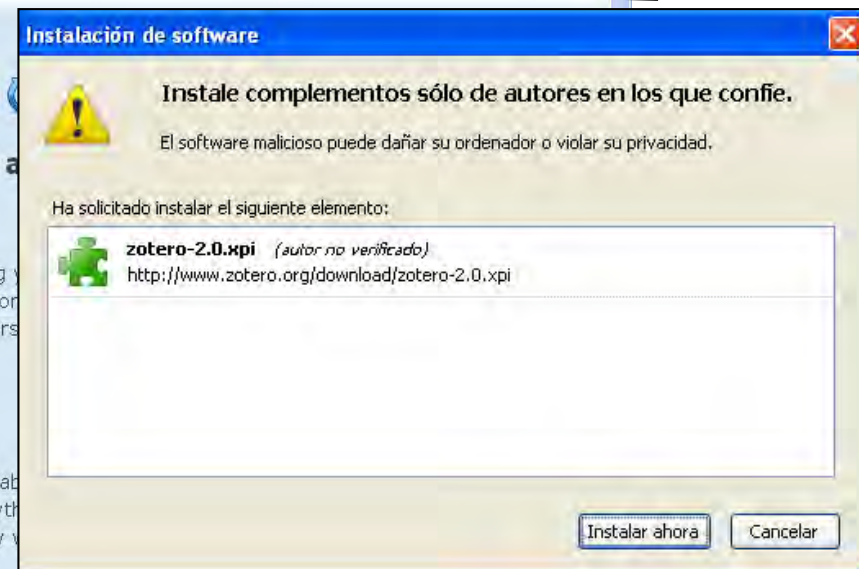 Instalación de software
Instale complementos sólo de autores en los que confíe.
El software malicioso puede dañar su ordenador o violar su privacidad.
Ha solicitado instalar el siguiente elemento:
zotero-2.0.xpi (autor no verificado)
http://www.zotero.org/download/zotero-2.0.xpi
Instalar ahora Cancelar